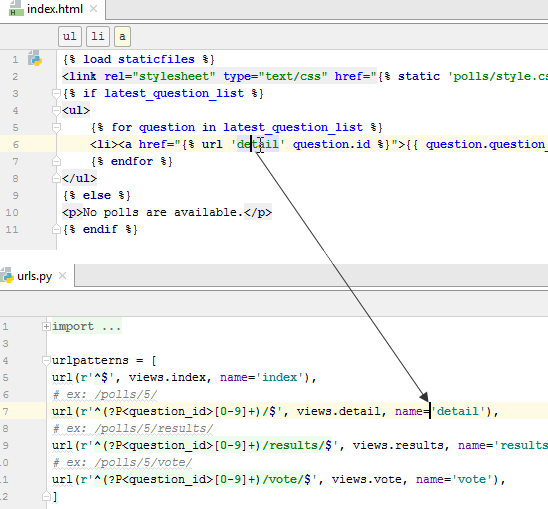 index.html
ul li a
1 {% load staticfiles %}
2 <link rel="stylesheet" type="text/css" href="{% static 'polls/style.cs
3 {% if latest_question_list %}
4 <ul>
5 {% for question in latest_question_list %}
6 <li><a href="{% url 'detail' question.id %}">{{ question.question_
7 {% endfor %}
8 </ul>
9 {% else %}
10 <p>No polls are available.</p>
11 {% endif %}
urls.py
1 import ...
3
4 urlpatterns = [
5 url(r'^$', views.index, name='index'),
6 # ex: /polls/5/
7 url(r'^(?P<question_id>[0-9]+)/$', views.detail, name='detail'),
8 # ex: /polls/5/results/
9 url(r'^(?P<question_id>[0-9]+)/results/$', views.results, name='results
0 # ex: /polls/5/vote/
1 url(r'^(?P<question_id>[0-9]+)/vote/$', views.vote, name='vote'),
2 ]